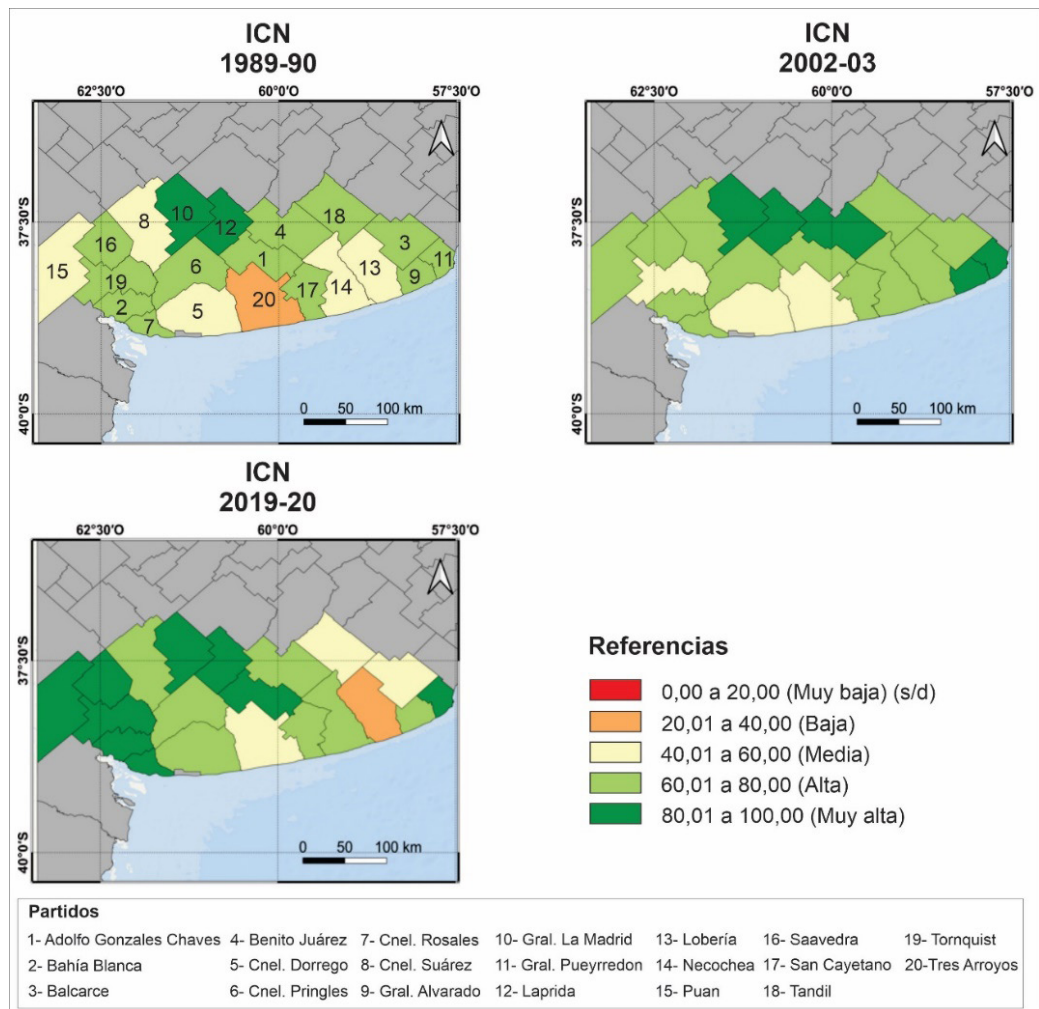 ICN
1989-90
62°30'O 60°0'O 57°30'O
37°30'S
40°0'S
8 10 12 18 16 4 3 11 15 6 1 13 9 19 14 17 2 5 20 7
0 50 100 km
ICN
2002-03
62°30'O 60°0'O 57°30'O
37°30'S
40°0'S
0 50 100 km
ICN
2019-20
62°30'O 60°0'O 57°30'O
37°30'S
40°0'S
0 50 100 km
Referencias
0,00 a 20,00 (Muy baja) (s/d)
20,01 a 40,00 (Baja)
40,01 a 60,00 (Media)
60,01 a 80,00 (Alta)
80,01 a 100,00 (Muy alta)
Partidos
1- Adolfo Gonzales Chaves 4- Benito Juárez 7- Cnel. Rosales 10- Gral. La Madrid 13- Lobería 16- Saavedra 19- Tornquist
2- Bahía Blanca 5- Cnel. Dorrego 8- Cnel. Suárez 11- Gral. Pueyrredon 14- Necochea 17- San Cayetano 20-Tres Arroyos
3- Balcarce 6- Cnel. Pringles 9- Gral. Alvarado 12- Laprida 15- Puan 18- Tandil